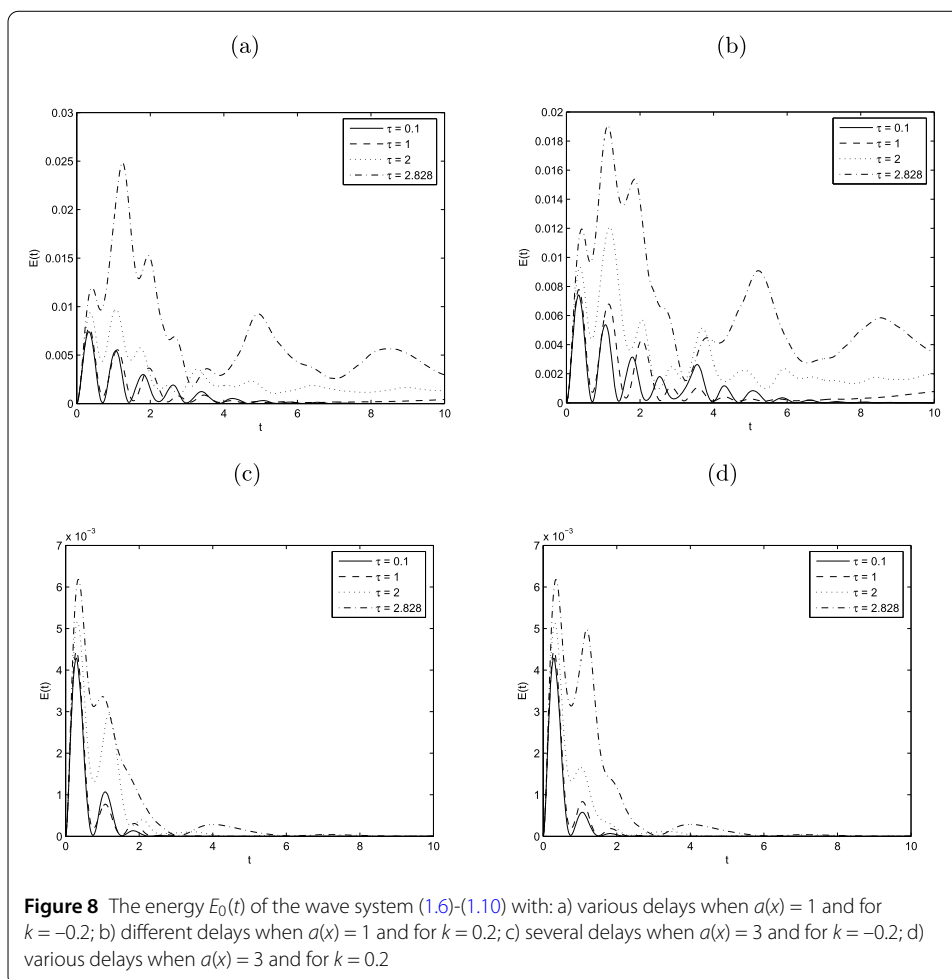 (a)
(b)
0.03
0.025
0.02
0.015
0.01
0.005
0
E(t)
0 2 4 6 8 10
t
τ = 0.1
τ = 1
τ = 2
τ = 2.828
0.02
0.018
0.016
0.014
0.012
0.01
0.008
0.006
0.004
0.002
0
E(t)
0 2 4 6 8 10
t
τ = 0.1
τ = 1
τ = 2
τ = 2.828
(c)
(d)
x 10⁻³
7
6
5
4
3
2
1
0
E(t)
0 2 4 6 8 10
t
τ = 0.1
τ = 1
τ = 2
τ = 2.828
x 10⁻³
7
6
5
4
3
2
1
0
E(t)
0 2 4 6 8 10
t
τ = 0.1
τ = 1
τ = 2
τ = 2.828
Figure 8 The energy E₀(t) of the wave system (1.6)-(1.10) with: a) various delays when a(x) = 1 and for
k = –0.2; b) different delays when a(x) = 1 and for k = 0.2; c) several delays when a(x) = 3 and for k = –0.2; d)
various delays when a(x) = 3 and for k = 0.2